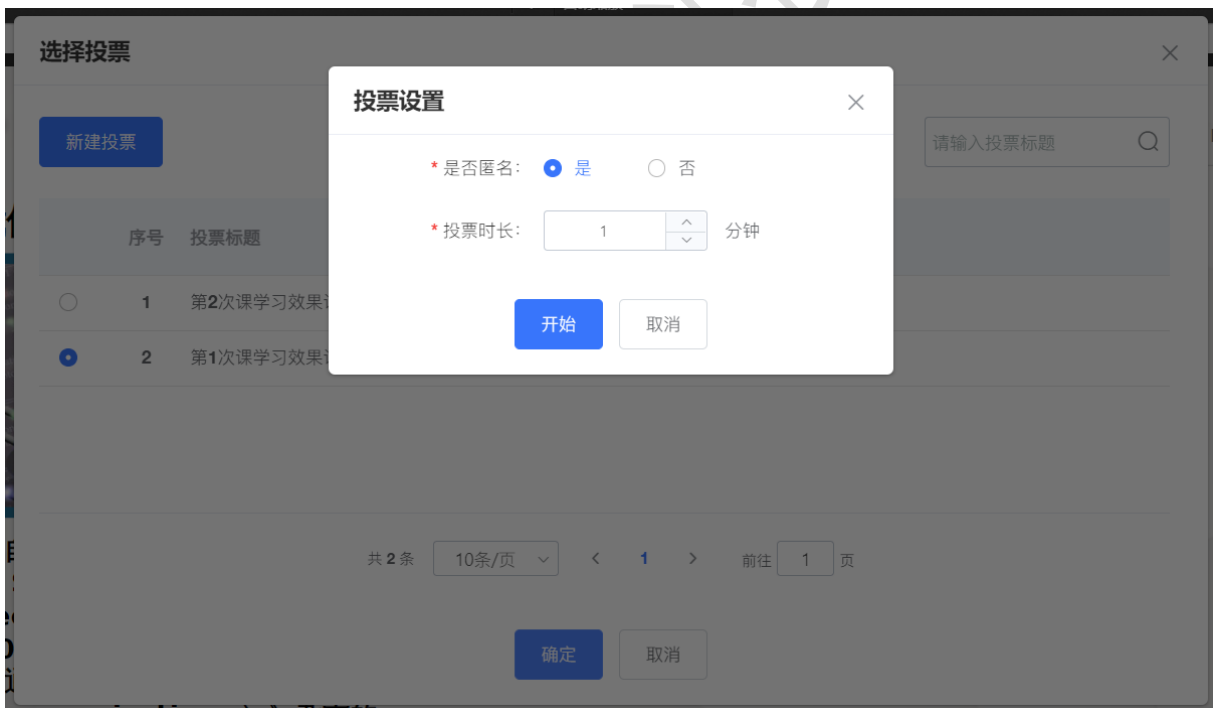 选择投票
投票设置
新建投票
请输入投票标题
* 是否匿名： 是 否
* 投票时长： 1 分钟
序号 投票标题
1 第2次课学习效果
开始 取消
2 第1次课学习效果
共 2 条 10条/页 1 前往 1 页
确定 取消